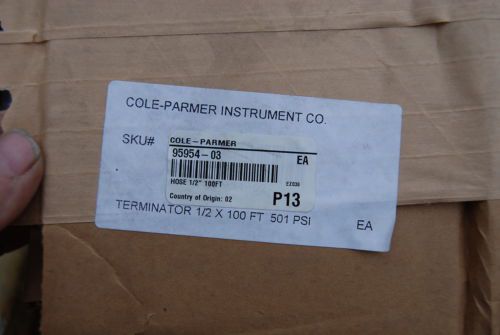 COLE-PARMER INSTRUMENT CO.
SKU#
COLE-PARMER
95954-03 EA
HOSE 1/2" 100FT EZ036
Country of Origin: 02 P13
TERMINATOR 1/2 X 100 FT 501 PSI EA